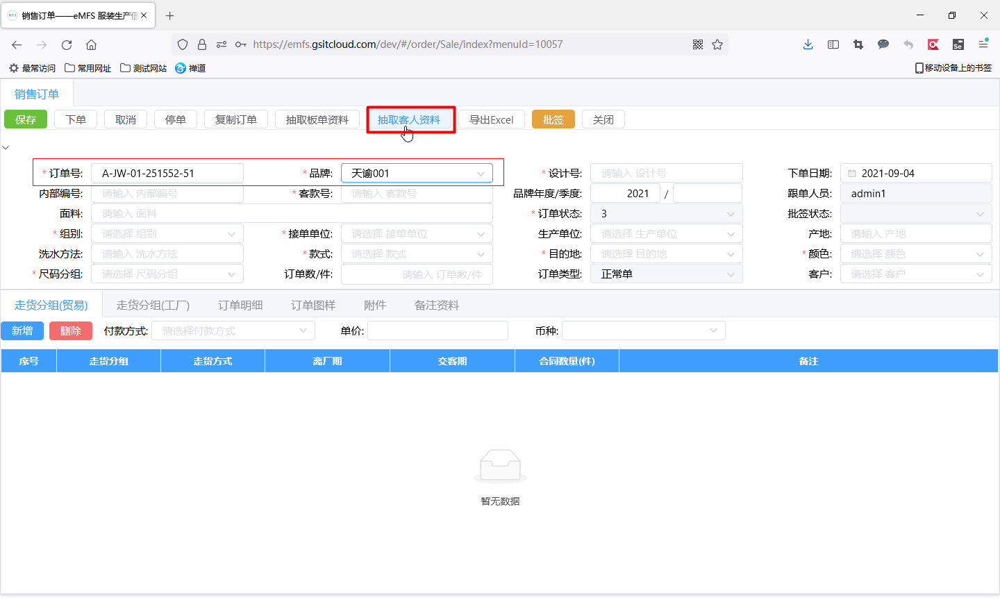 销售订单——eMFS 服装生产信
https://emfs.gsitcloud.com/dev/#/order/Sale/index?menuId=10057
最常访问 常用网址 测试网站 禅道 移动设备上的书签
销售订单
保存 下单 取消 停单 复制订单 抽取板单资料 抽取客人资料 导出Excel 批签 关闭
* 订单号: A-JW-01-251552-51 * 品牌: 天谕001 * 设计号: 请输入 设计号 下单日期: 2021-09-04
内部编号: 请输入 内部编号 * 客款号: 请输入 客款号 品牌年度/季度: 2021 / 跟单人员: admin1
面料: 请输入 面料 * 订单状态: 3 批签状态:
* 组别: 请选择 组别 * 接单单位: 请选择 接单单位 生产单位: 请选择 生产单位 产地: 请输入 产地
洗水方法: 请输入 洗水方法 * 款式: 请选择 款式 * 目的地: 请选择 目的地 * 颜色: 请选择 颜色
* 尺码分组: 请选择 尺码分组 订单数/件: 请输入 订单数/件 订单类型: 正常单 客户: 请选择 客户
走货分组(贸易) 走货分组(工厂) 订单明细 订单图样 附件 备注资料
新增 删除 付款方式: 请选择付款方式 单价: 币种:
序号 走货分组 走货方式 离厂期 交客期 合同数量(件) 备注
暂无数据